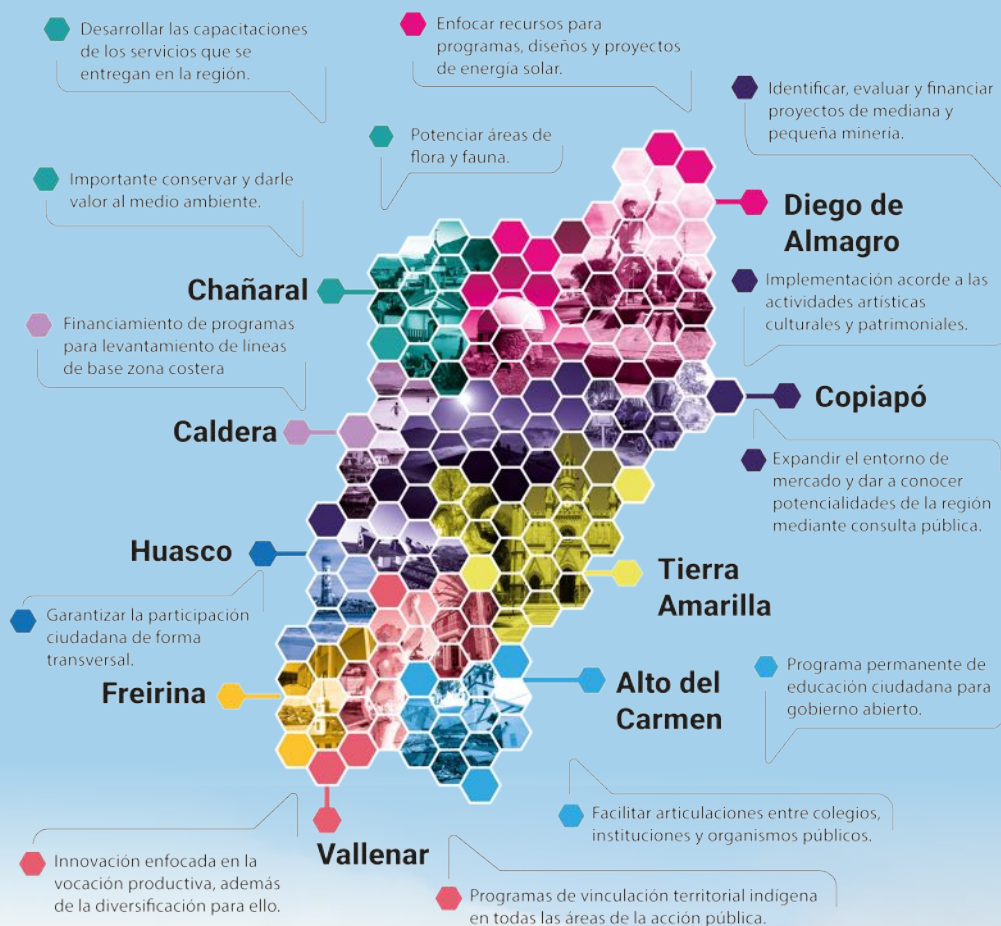 Desarrollar las capacitaciones
de los servicios que se
entregan en la región.
Enfocar recursos para
programas, diseños y proyectos
de energía solar.
Identificar, evaluar y financiar
proyectos de mediana y
pequeña minería.
Potenciar áreas de
flora y fauna.
Importante conservar y darle
valor al medio ambiente.
Diego de
Almagro
Chañaral
Implementación acorde a las
actividades artísticas
culturales y patrimoniales.
Financiamiento de programas
para levantamiento de líneas
de base zona costera
Copiapó
Caldera
Expandir el entorno de
mercado y dar a conocer
potencialidades de la región
mediante consulta pública.
Huasco
Tierra
Amarilla
Garantizar la participación
ciudadana de forma
transversal.
Freirina
Alto del
Carmen
Programa permanente de
educación ciudadana para
gobierno abierto.
Facilitar articulaciones entre colegios,
instituciones y organismos públicos.
Vallenar
Innovación enfocada en la
vocación productiva, además
de la diversificación para ello.
Programas de vinculación territorial indígena
en todas las áreas de la acción pública.